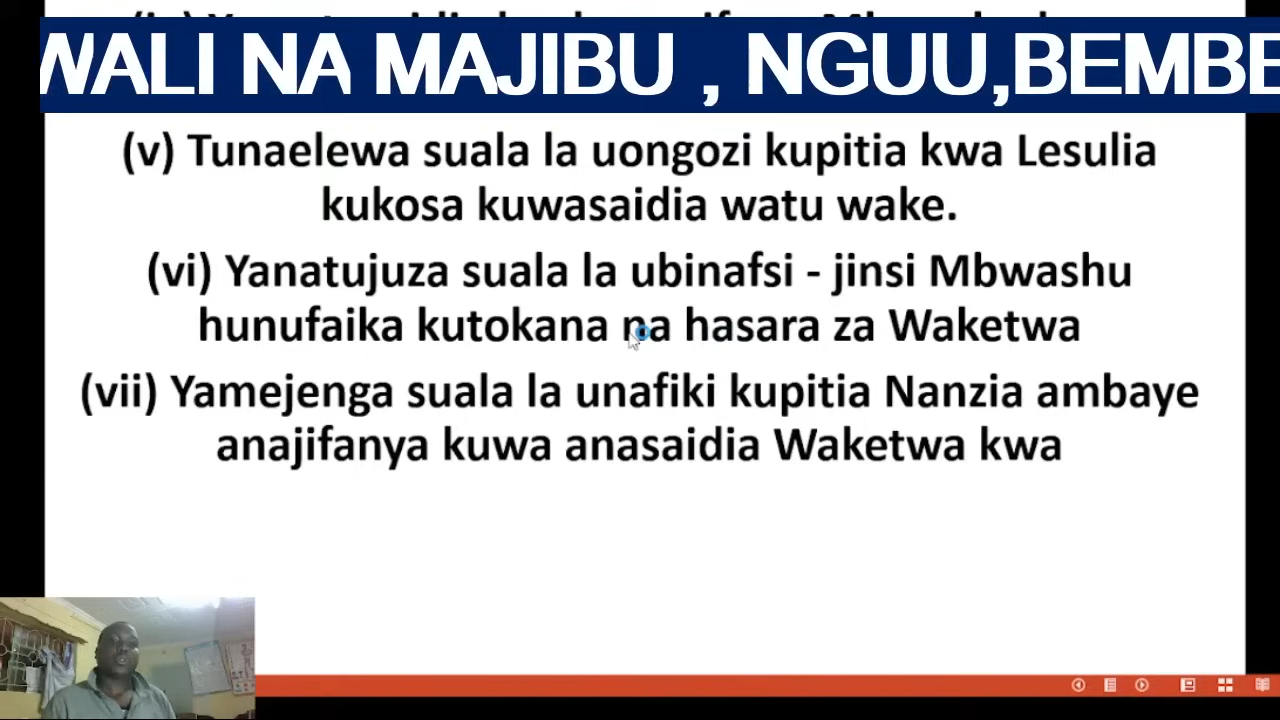 WALI NA MAJIBU , NGUU,BEMBE
(v) Tunaelewa suala la uongozi kupitia kwa Lesulia
kukosa kuwasaidia watu wake.
(vi) Yanatujuza suala la ubinafsi - jinsi Mbwashu
hunufaika kutokana na hasara za Waketwa
(vii) Yamejenga suala la unafiki kupitia Nanzia ambaye
anajifanya kuwa anasaidia Waketwa kwa